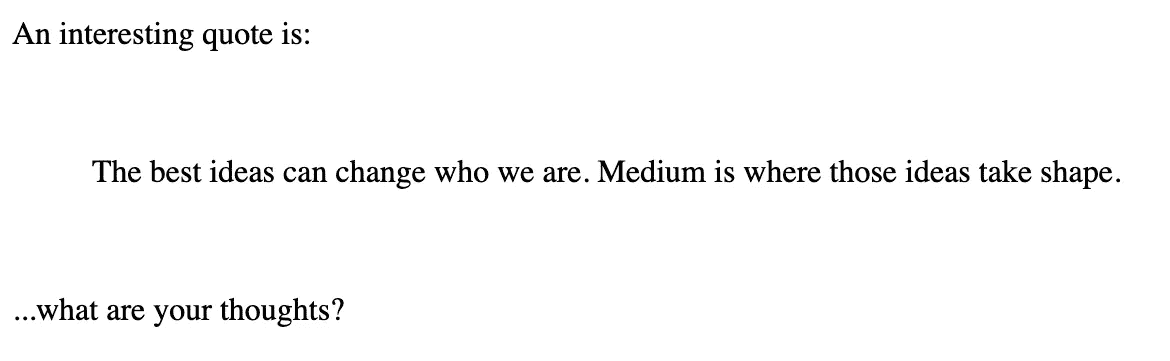 An interesting quote is:
The best ideas can change who we are. Medium is where those ideas take shape.
...what are your thoughts?